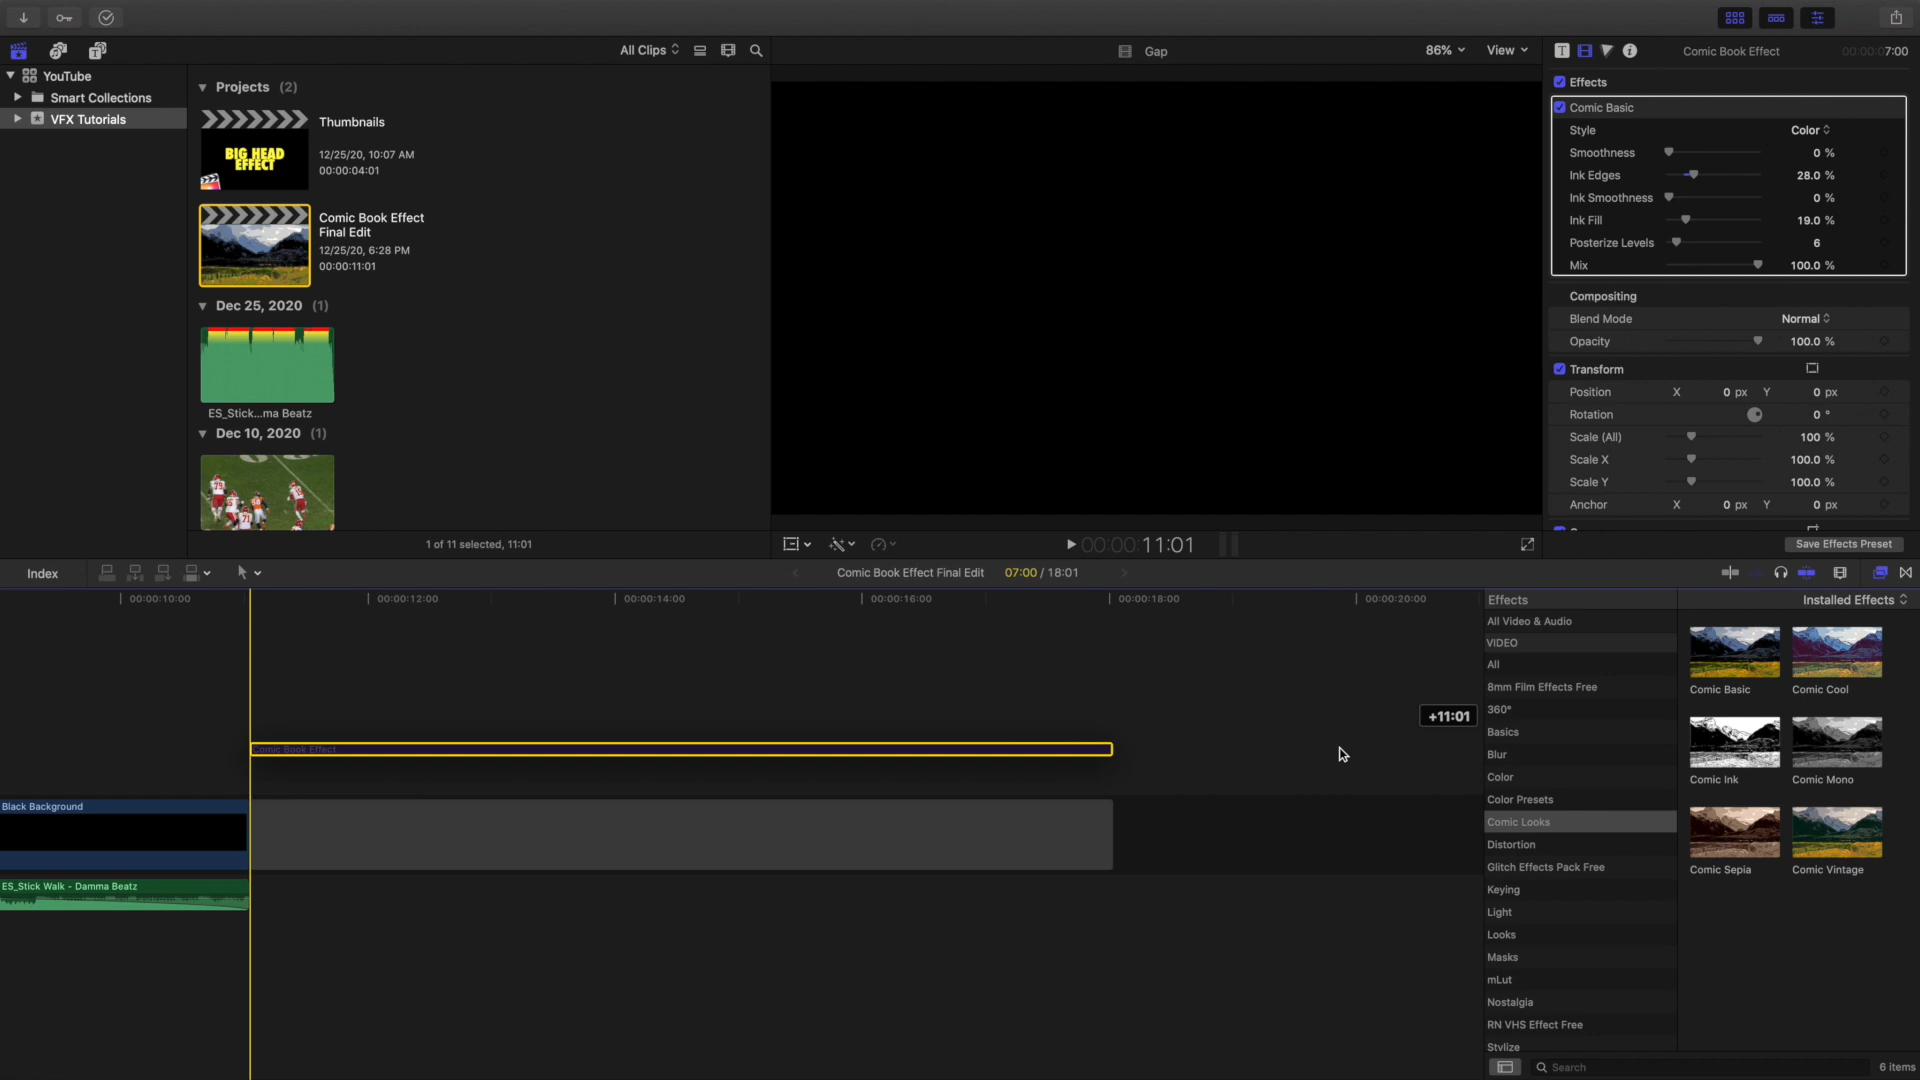 All Clips
Gap
86%
View
Comic Book Effect
00:00:07:00
YouTube
Smart Collections
VFX Tutorials
Projects (2)
BIG HEAD
EFFECT
Thumbnails
12/25/20, 10:07 AM
00:00:04:01
Comic Book Effect
Final Edit
12/25/20, 6:28 PM
00:00:11:01
Dec 25, 2020 (1)
ES_Stick...ma Beatz
Dec 10, 2020 (1)
1 of 11 selected, 11:01
00:00:11:01
Effects
Comic Basic
Style Color
Smoothness 0 %
Ink Edges 28.0 %
Ink Smoothness 0 %
Ink Fill 19.0 %
Posterize Levels 6
Mix 100.0 %
Compositing
Blend Mode Normal
Opacity 100.0 %
Transform
Position X 0 px Y 0 px
Rotation 0 °
Scale (All) 100 %
Scale X 100.0 %
Scale Y 100.0 %
Anchor X 0 px Y 0 px
Save Effects Preset
Index
Comic Book Effect Final Edit 07:00 / 18:01
00:00:10:00 00:00:12:00 00:00:14:00 00:00:16:00 00:00:18:00 00:00:20:00
+11:01
Comic Book Effect
Black Background
ES_Stick Walk - Damma Beatz
Effects
Installed Effects
All Video & Audio
VIDEO
All
8mm Film Effects Free
360°
Basics
Blur
Color
Color Presets
Comic Looks
Distortion
Glitch Effects Pack Free
Keying
Light
Looks
Masks
mLut
Nostalgia
RN VHS Effect Free
Stylize
Comic Basic
Comic Cool
Comic Ink
Comic Mono
Comic Sepia
Comic Vintage
Search
6 items